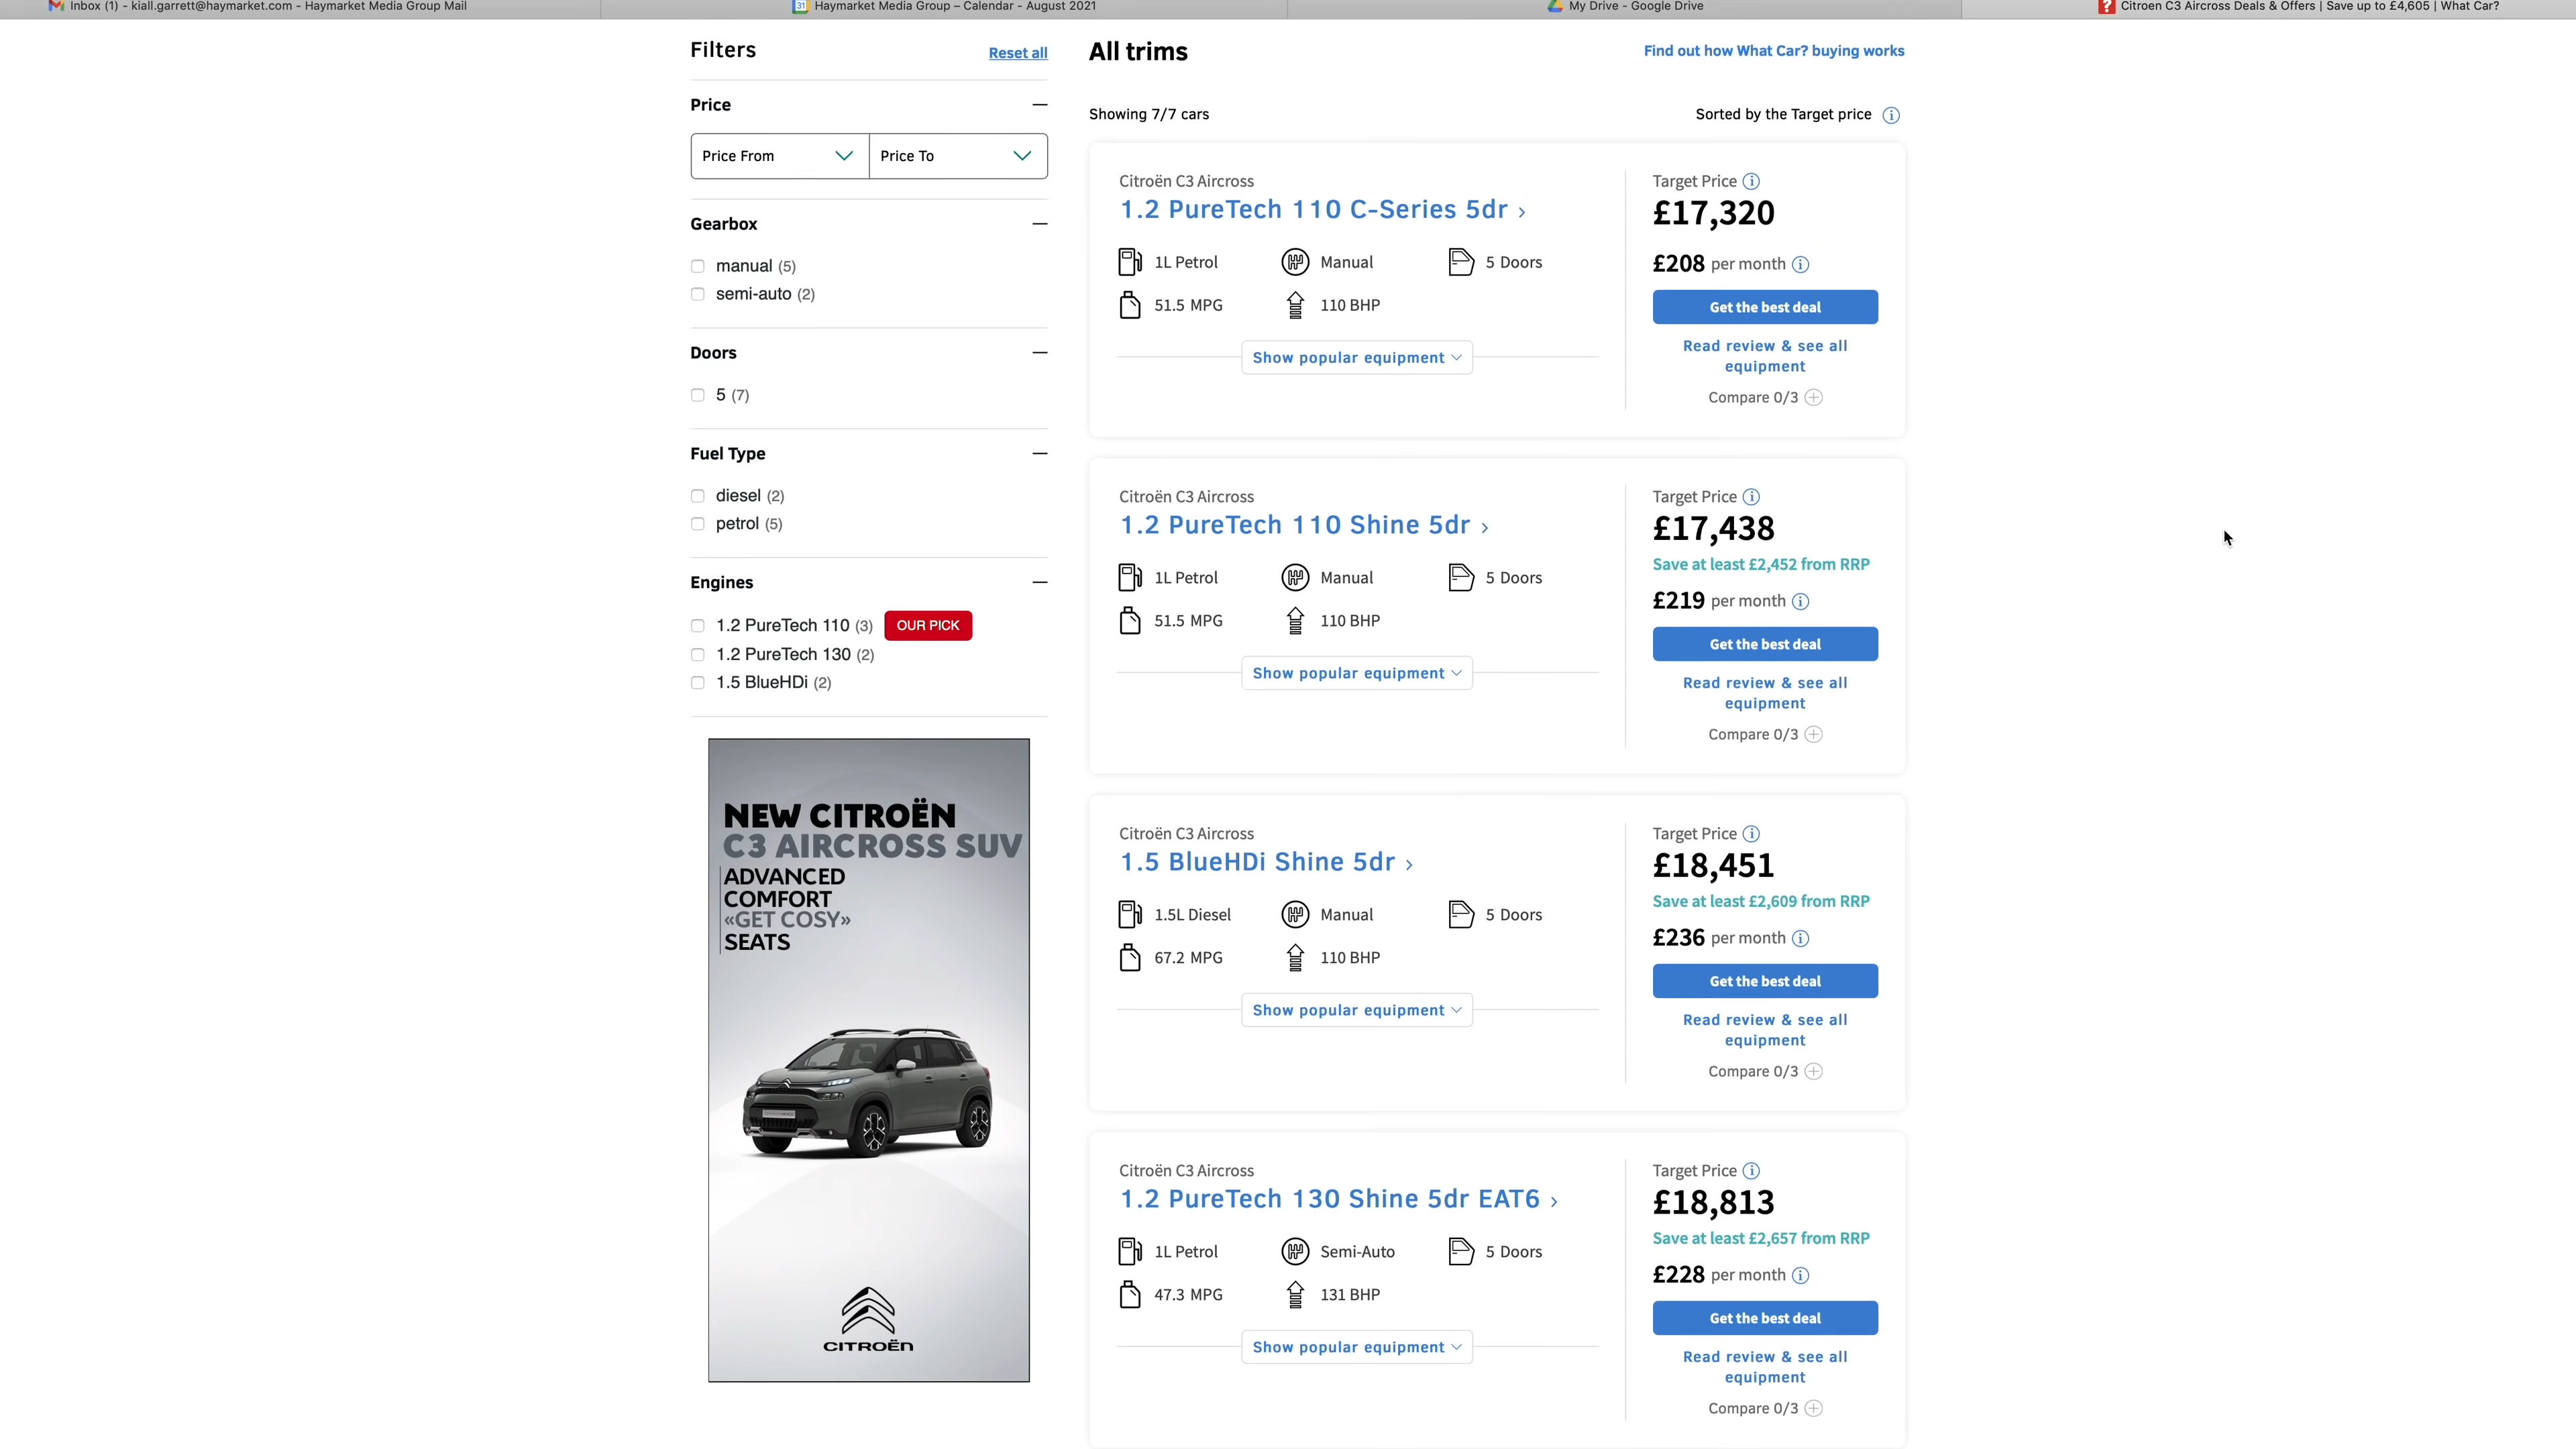 Inbox (1) - kiall.garrett@haymarket.com - Haymarket Media Group Mail
31 Haymarket Media Group – Calendar - August 2021
My Drive - Google Drive
? Citroen C3 Aircross Deals & Offers | Save up to £4,605 | What Car?
Filters
Reset all
Price
Price From
Price To
Gearbox
manual (5)
semi-auto (2)
Doors
5 (7)
Fuel Type
diesel (2)
petrol (5)
Engines
1.2 PureTech 110 (3) OUR PICK
1.2 PureTech 130 (2)
1.5 BlueHDi (2)
NEW CITROËN
C3 AIRCROSS SUV
ADVANCED
COMFORT
«GET COSY»
SEATS
CITROËN
All trims
Find out how What Car? buying works
Showing 7/7 cars
Sorted by the Target price
Citroën C3 Aircross
1.2 PureTech 110 C-Series 5dr
1L Petrol
Manual
5 Doors
51.5 MPG
110 BHP
Show popular equipment
Target Price
£17,320
£208 per month
Get the best deal
Read review & see all
equipment
Compare 0/3
Citroën C3 Aircross
1.2 PureTech 110 Shine 5dr
1L Petrol
Manual
5 Doors
51.5 MPG
110 BHP
Show popular equipment
Target Price
£17,438
Save at least £2,452 from RRP
£219 per month
Get the best deal
Read review & see all
equipment
Compare 0/3
Citroën C3 Aircross
1.5 BlueHDi Shine 5dr
1.5L Diesel
Manual
5 Doors
67.2 MPG
110 BHP
Show popular equipment
Target Price
£18,451
Save at least £2,609 from RRP
£236 per month
Get the best deal
Read review & see all
equipment
Compare 0/3
Citroën C3 Aircross
1.2 PureTech 130 Shine 5dr EAT6
1L Petrol
Semi-Auto
5 Doors
47.3 MPG
131 BHP
Show popular equipment
Target Price
£18,813
Save at least £2,657 from RRP
£228 per month
Get the best deal
Read review & see all
equipment
Compare 0/3